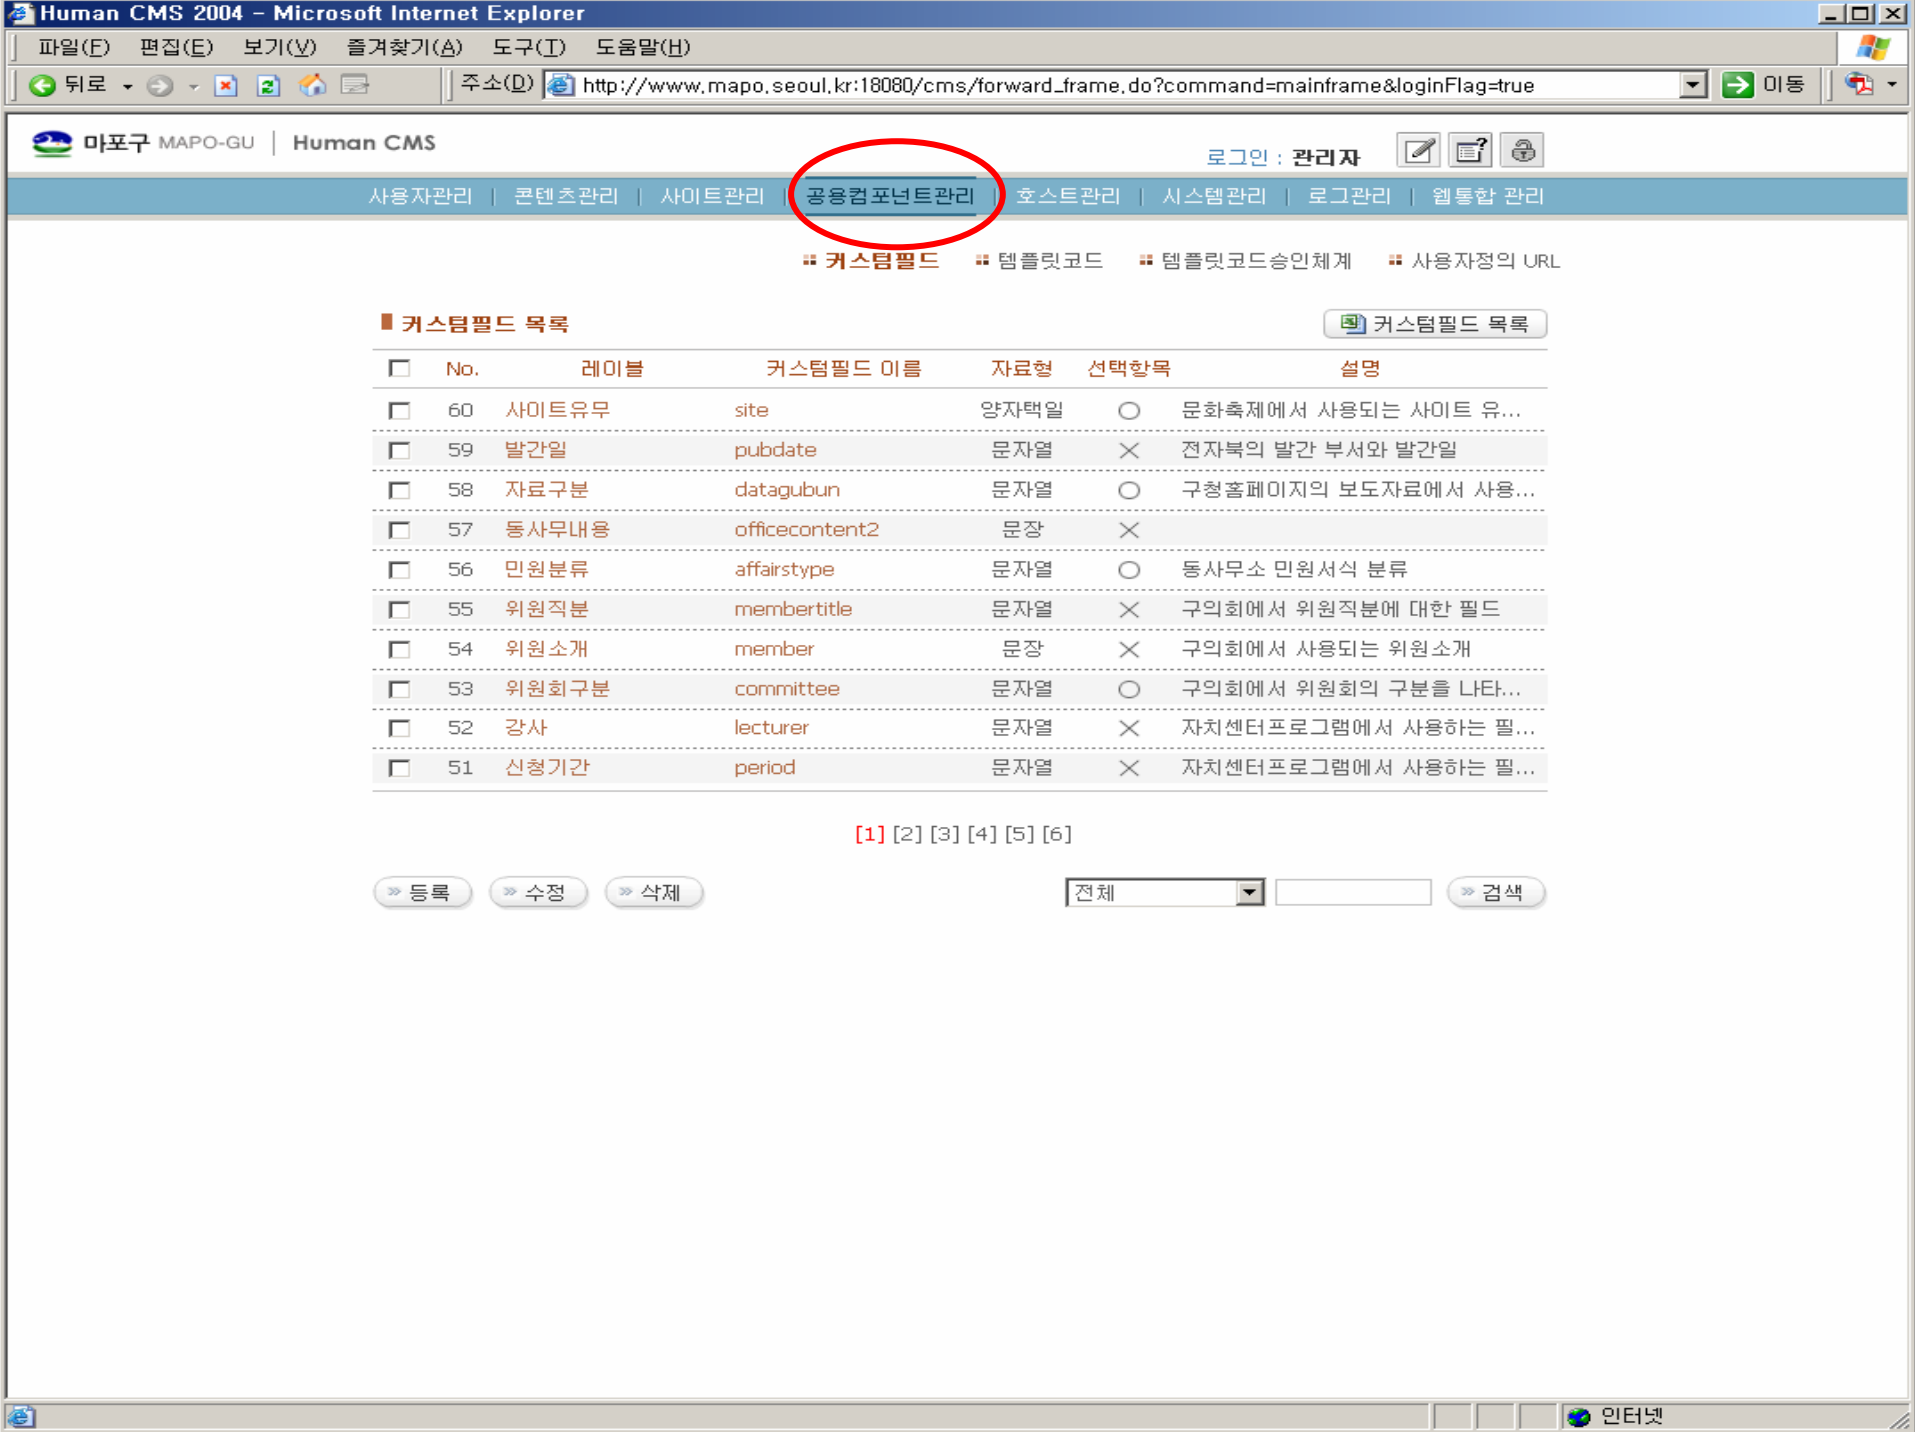 Human CMS 2004 - Microsoft Internet Explorer
파일(F) 편집(E) 보기(V) 즐겨찾기(A) 도구(T) 도움말(H)
뒤로 주소(D) http://www.mapo.seoul.kr:18080/cms/forward_frame.do?command=mainframe&loginFlag=true 이동
마포구 MAPO-GU | Human CMS
로그인 : 관리자
사용자관리 | 콘텐츠관리 | 사이트관리 | 공용컴포넌트관리 | 호스트관리 | 시스템관리 | 로그관리 | 웹통합 관리
커스텀필드 템플릿코드 템플릿코드승인체계 사용자정의 URL
커스텀필드 목록 커스텀필드 목록
No. 레이블 커스텀필드 이름 자료형 선택항목 설명
60 사이트유무 site 양자택일 ○ 문화축제에서 사용되는 사이트 유...
59 발간일 pubdate 문자열 × 전자북의 발간 부서와 발간일
58 자료구분 datagubun 문자열 ○ 구청홈페이지의 보도자료에서 사용...
57 동사무내용 officecontent2 문장 ×
56 민원분류 affairstype 문자열 ○ 동사무소 민원서식 분류
55 위원직분 membertitle 문자열 × 구의회에서 위원직분에 대한 필드
54 위원소개 member 문장 × 구의회에서 사용되는 위원소개
53 위원회구분 committee 문자열 ○ 구의회에서 위원회의 구분을 나타...
52 강사 lecturer 문자열 × 자치센터프로그램에서 사용하는 필...
51 신청기간 period 문자열 × 자치센터프로그램에서 사용하는 필...
[1] [2] [3] [4] [5] [6]
등록 수정 삭제 전체 검색
인터넷